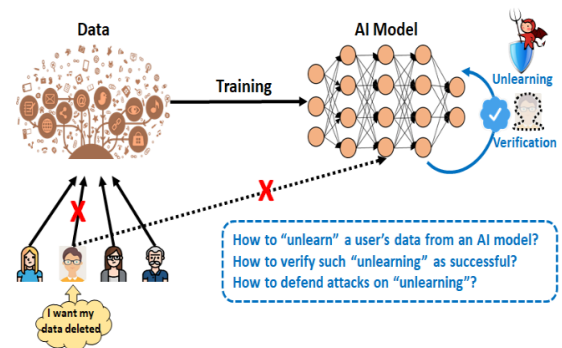 Data
AI Model
Training
Unlearning
Verification
X
X
How to “unlearn” a user's data from an AI model?
How to verify such “unlearning” as successful?
How to defend attacks on “unlearning”?
I want my
data deleted